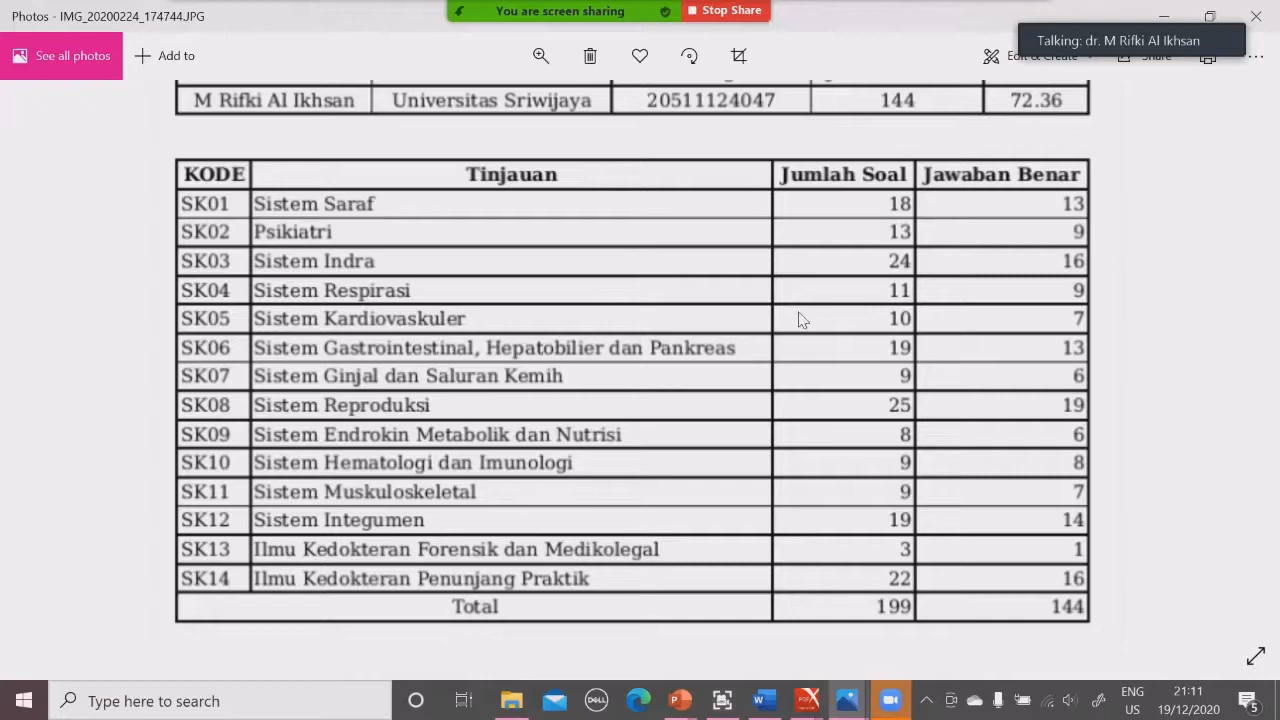 Photos - IMG_20200224_174744.JPG
You are screen sharing
Stop Share
Talking: dr. M Rifki Al Ikhsan
See all photos
Add to
Edit & Create
Share
M Rifki Al Ikhsan Universitas Sriwijaya 20511124047 144 72.36
KODE Tinjauan Jumlah Soal Jawaban Benar
SK01 Sistem Saraf 18 13
SK02 Psikiatri 13 9
SK03 Sistem Indra 24 16
SK04 Sistem Respirasi 11 9
SK05 Sistem Kardiovaskuler 10 7
SK06 Sistem Gastrointestinal, Hepatobilier dan Pankreas 19 13
SK07 Sistem Ginjal dan Saluran Kemih 9 6
SK08 Sistem Reproduksi 25 19
SK09 Sistem Endrokin Metabolik dan Nutrisi 8 6
SK10 Sistem Hematologi dan Imunologi 9 8
SK11 Sistem Muskuloskeletal 9 7
SK12 Sistem Integumen 19 14
SK13 Ilmu Kedokteran Forensik dan Medikolegal 3 1
SK14 Ilmu Kedokteran Penunjang Praktik 22 16
Total 199 144
Type here to search
DELL
ENG
US
21:11
19/12/2020
5